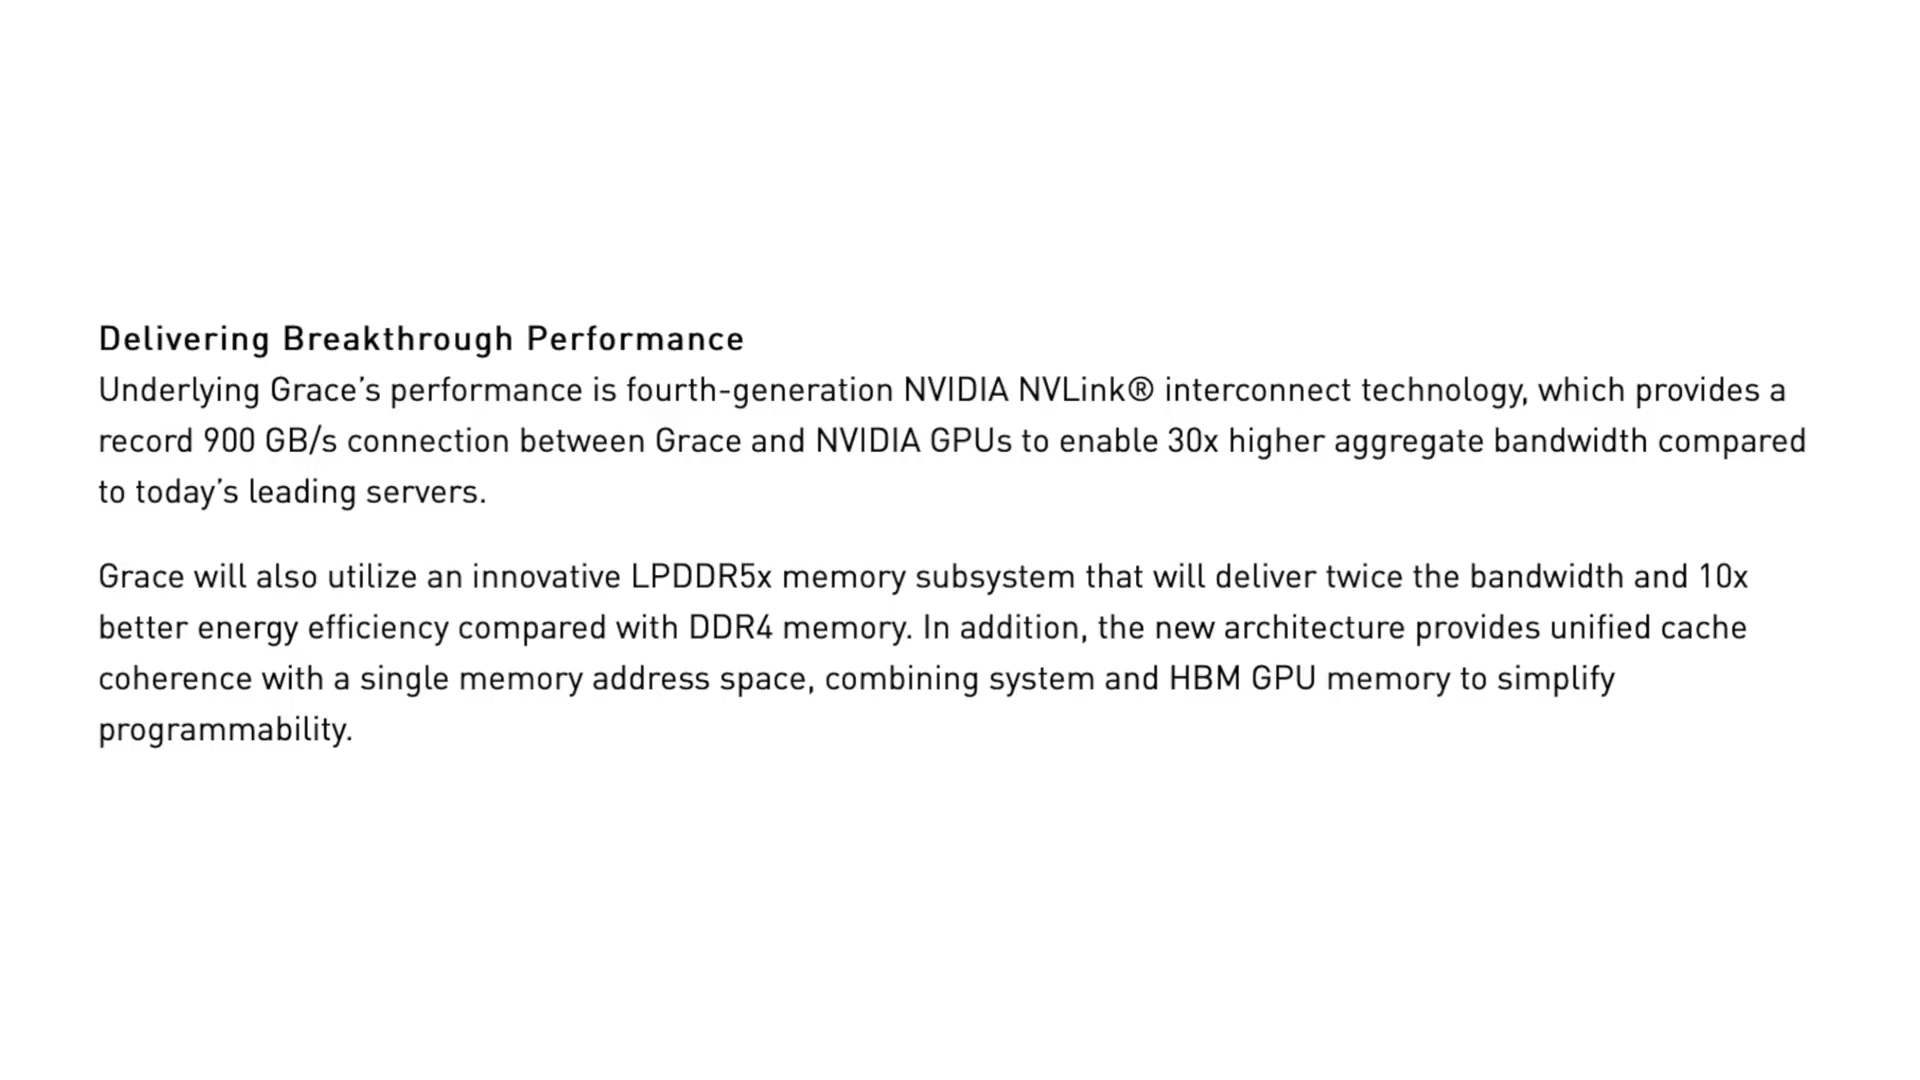 Delivering Breakthrough Performance
Underlying Grace’s performance is fourth-generation NVIDIA NVLink® interconnect technology, which provides a
record 900 GB/s connection between Grace and NVIDIA GPUs to enable 30x higher aggregate bandwidth compared
to today’s leading servers.
Grace will also utilize an innovative LPDDR5x memory subsystem that will deliver twice the bandwidth and 10x
better energy efficiency compared with DDR4 memory. In addition, the new architecture provides unified cache
coherence with a single memory address space, combining system and HBM GPU memory to simplify
programmability.